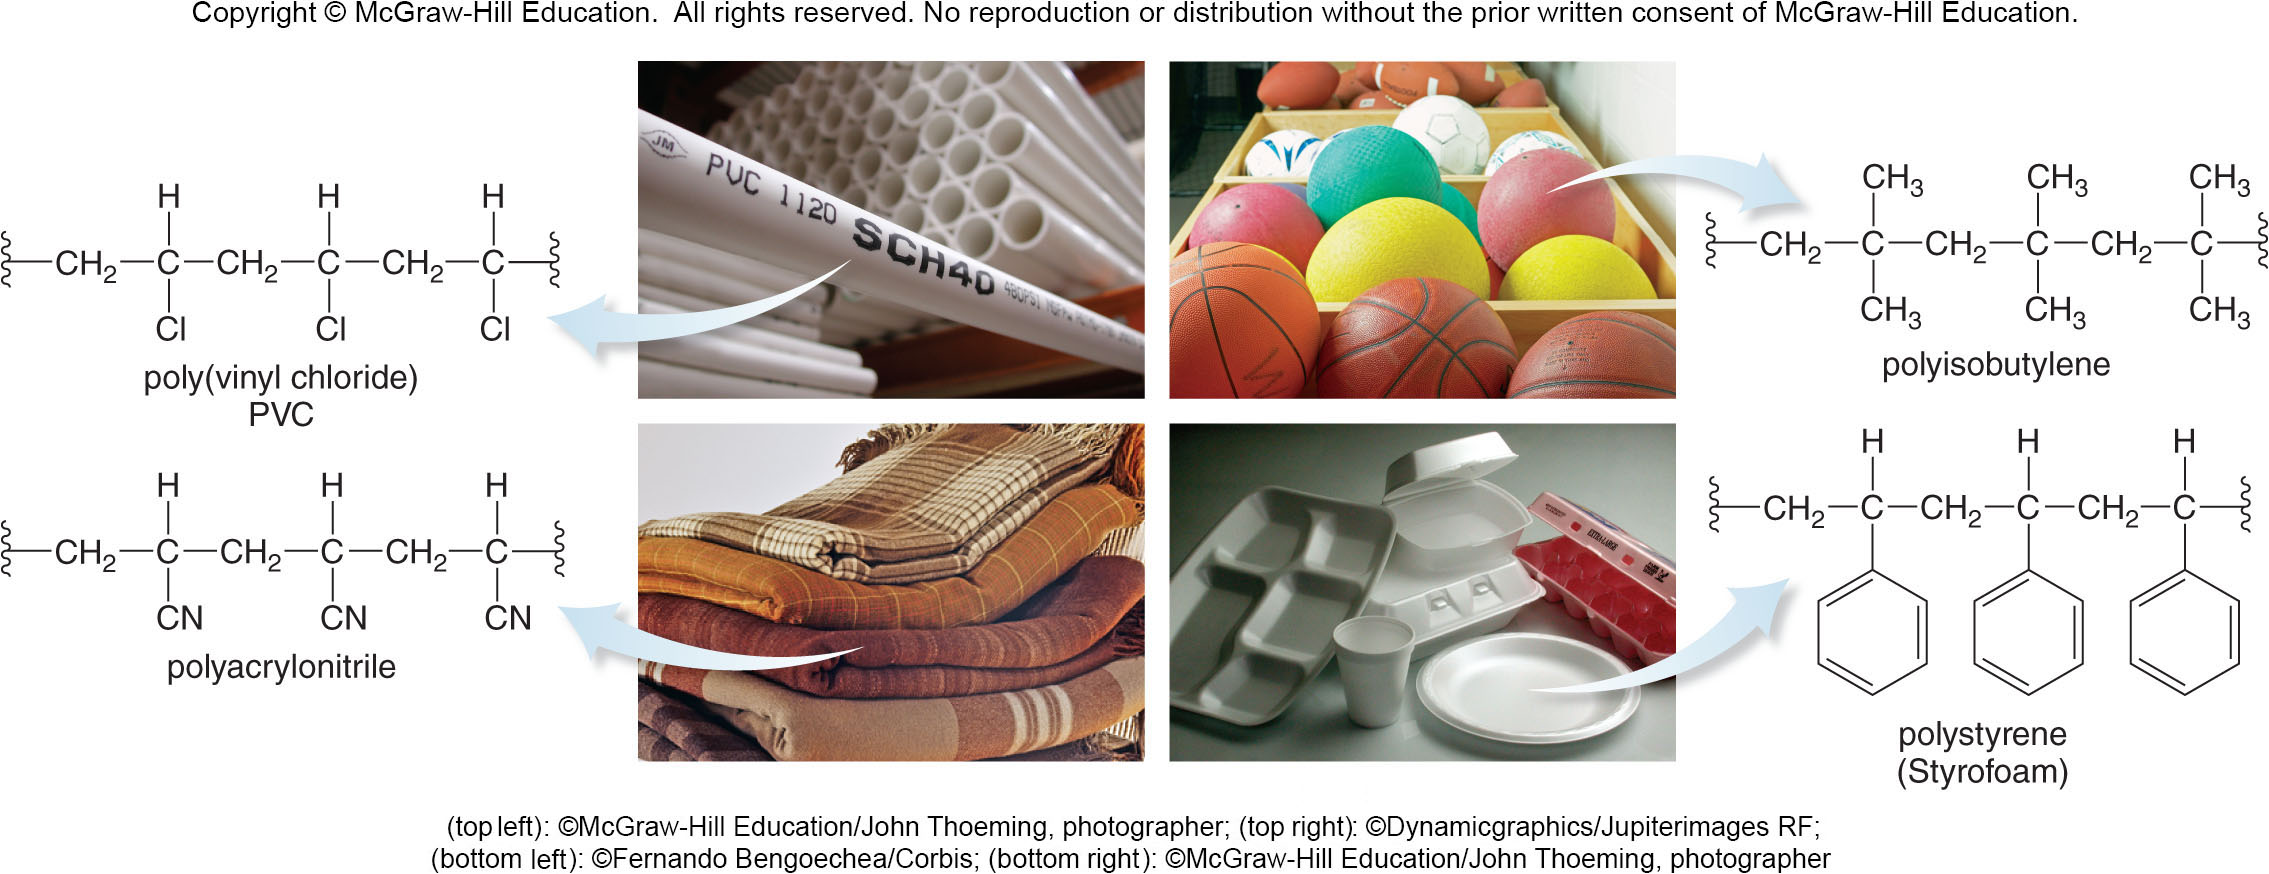 Copyright © McGraw-Hill Education.  All rights reserved. No reproduction or distribution without the prior written consent of McGraw-Hill Education.
H H H
CH2 C CH2 C CH2 C
Cl Cl Cl
poly(vinyl chloride)
PVC
JM PVC 1120 SCH40 480PSI
CH3 CH3 CH3
CH2 C CH2 C CH2 C
CH3 CH3 CH3
polyisobutylene
H H H
CH2 C CH2 C CH2 C
CN CN CN
polyacrylonitrile
EXTRA LARGE
H H H
CH2 C CH2 C CH2 C
polystyrene
(Styrofoam)
(top left): ©McGraw-Hill Education/John Thoeming, photographer; (top right): ©Dynamicgraphics/Jupiterimages RF;
(bottom left): ©Fernando Bengoechea/Corbis; (bottom right): ©McGraw-Hill Education/John Thoeming, photographer